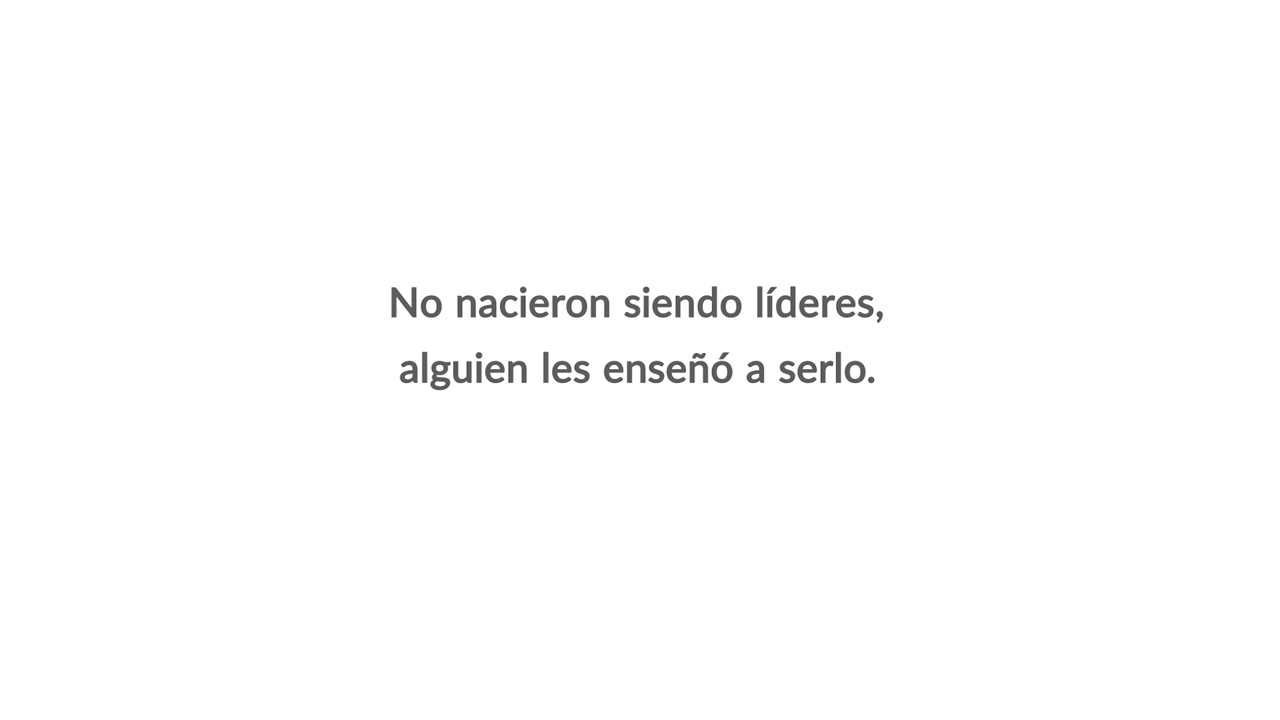 No nacieron siendo líderes,
alguien les enseñó a serlo.